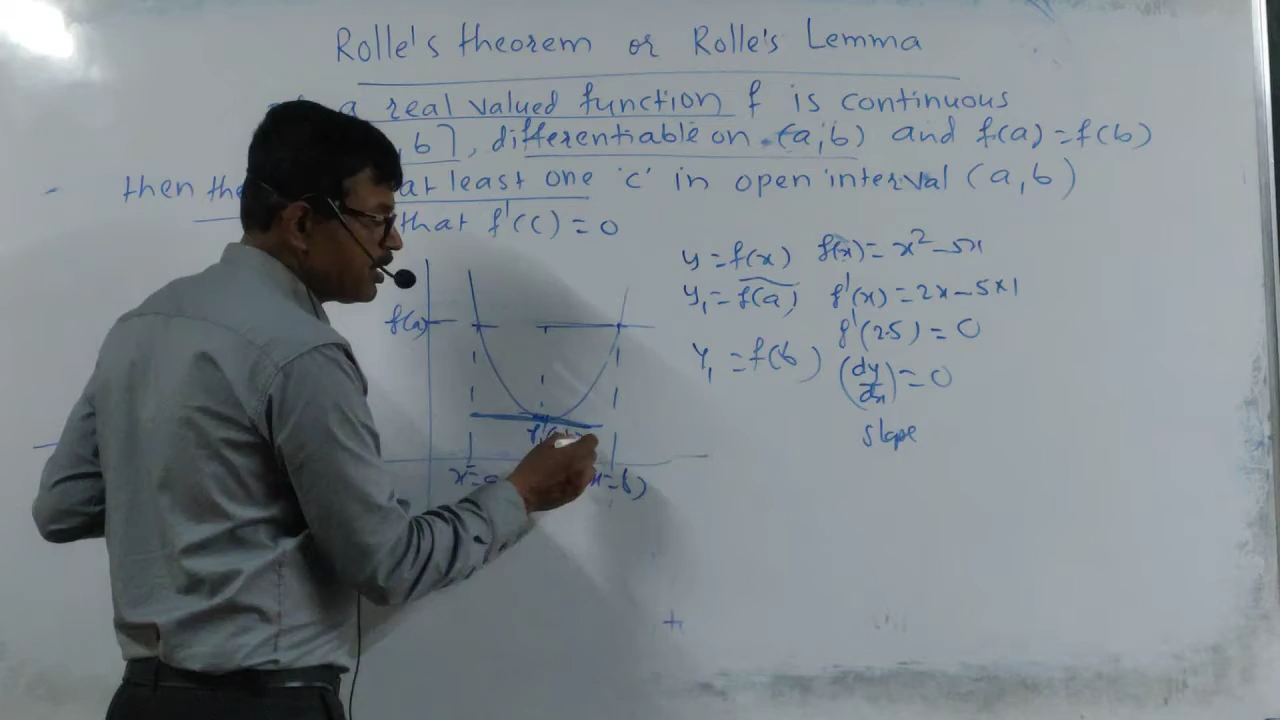 Rolle's theorem or Rolle's Lemma
a real valued function f is continuous
, b], differentiable on (a, b) and f(a) = f(b)
then the at least one 'c' in open interval (a, b)
that f'(c) = 0
y = f(x) f(x) = x² - 5x
y₁ = f(a) f'(x) = 2x - 5×1
f'(2.5) = 0
y₁ = f(b) (dy/dx) = 0
slope
f(a)
x = a
x = b)
+